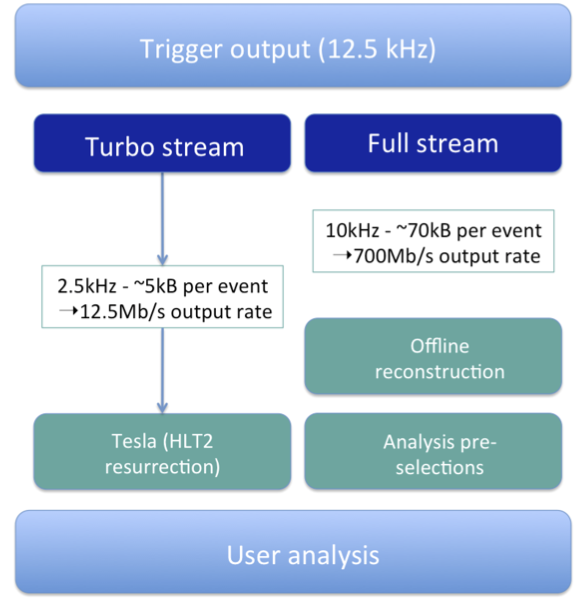 Trigger output (12.5 kHz)
Turbo stream
Full stream
10kHz - ~70kB per event
→700Mb/s output rate
2.5kHz - ~5kB per event
→12.5Mb/s output rate
Offline
reconstruction
Tesla (HLT2
resurrection)
Analysis pre-
selections
User analysis